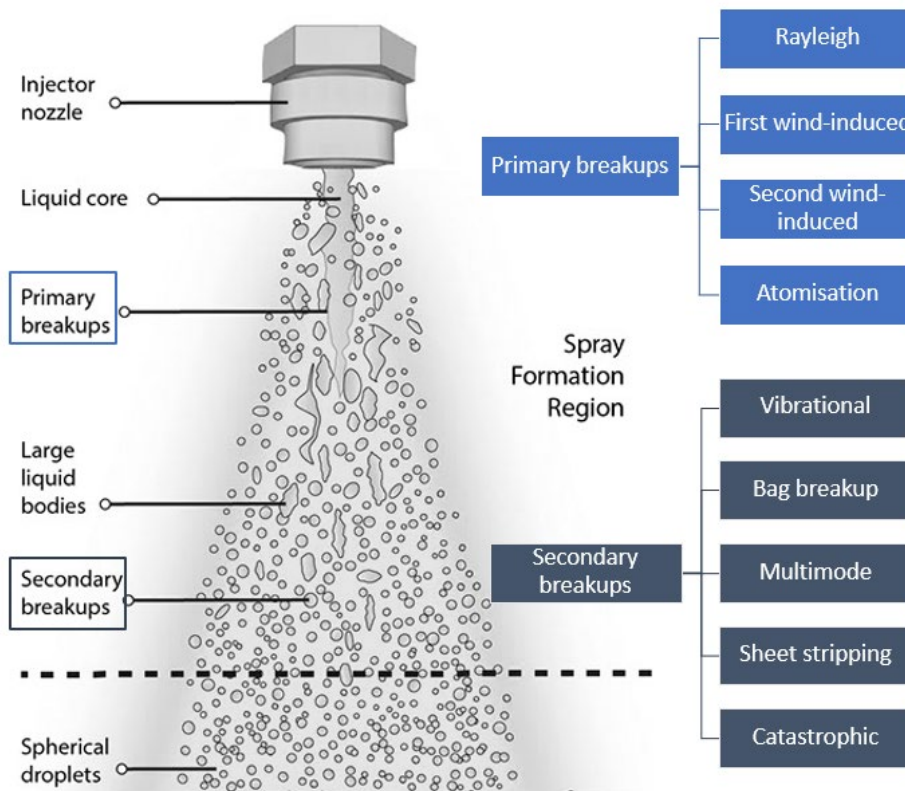 Injector
nozzle
Liquid core
Primary
breakups
Large
liquid
bodies
Secondary
breakups
Spherical
droplets
Spray
Formation
Region
Primary breakups
Rayleigh
First wind-induced
Second wind-
induced
Atomisation
Secondary
breakups
Vibrational
Bag breakup
Multimode
Sheet stripping
Catastrophic